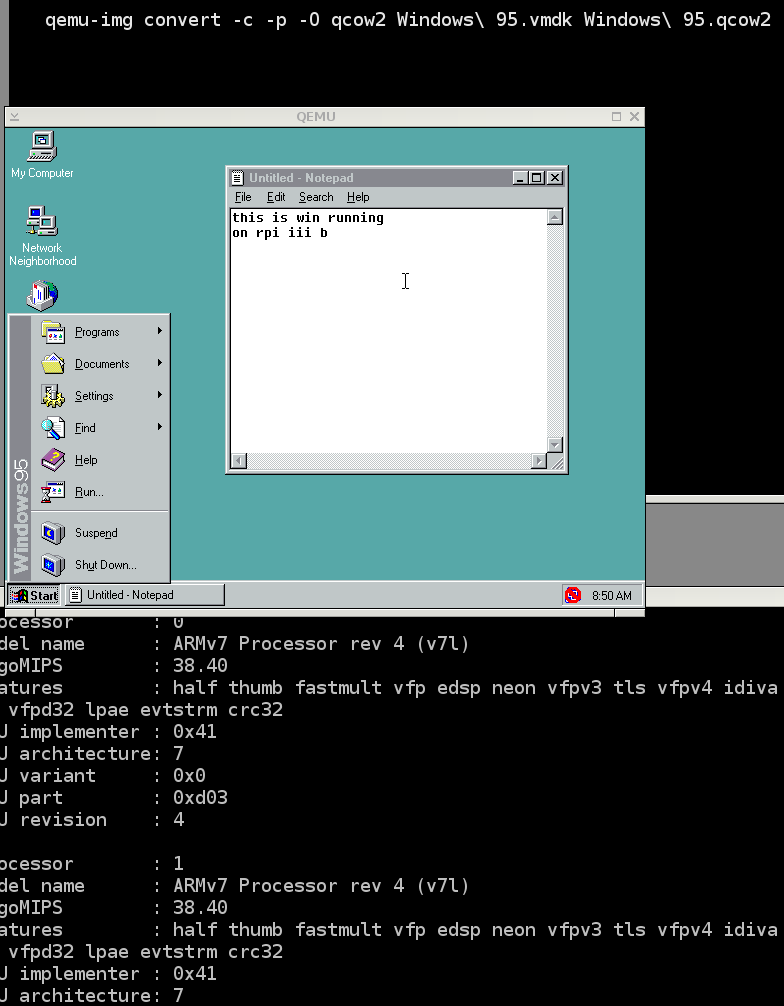 qemu-img convert -c -p -O qcow2 Windows\ 95.vmdk Windows\ 95.qcow2
QEMU
My Computer
Network
Neighborhood
Untitled - Notepad
File Edit Search Help
this is win running
on rpi iii b
Programs
Documents
Settings
Find
Help
Run...
Suspend
Shut Down...
Windows95
Start
Untitled - Notepad
8:50 AM
ocessor : 0
del name : ARMv7 Processor rev 4 (v7l)
goMIPS : 38.40
atures : half thumb fastmult vfp edsp neon vfpv3 tls vfpv4 idiva
vfpd32 lpae evtstrm crc32
U implementer : 0x41
U architecture: 7
U variant : 0x0
U part : 0xd03
U revision : 4
ocessor : 1
del name : ARMv7 Processor rev 4 (v7l)
goMIPS : 38.40
atures : half thumb fastmult vfp edsp neon vfpv3 tls vfpv4 idiva
vfpd32 lpae evtstrm crc32
U implementer : 0x41
U architecture: 7